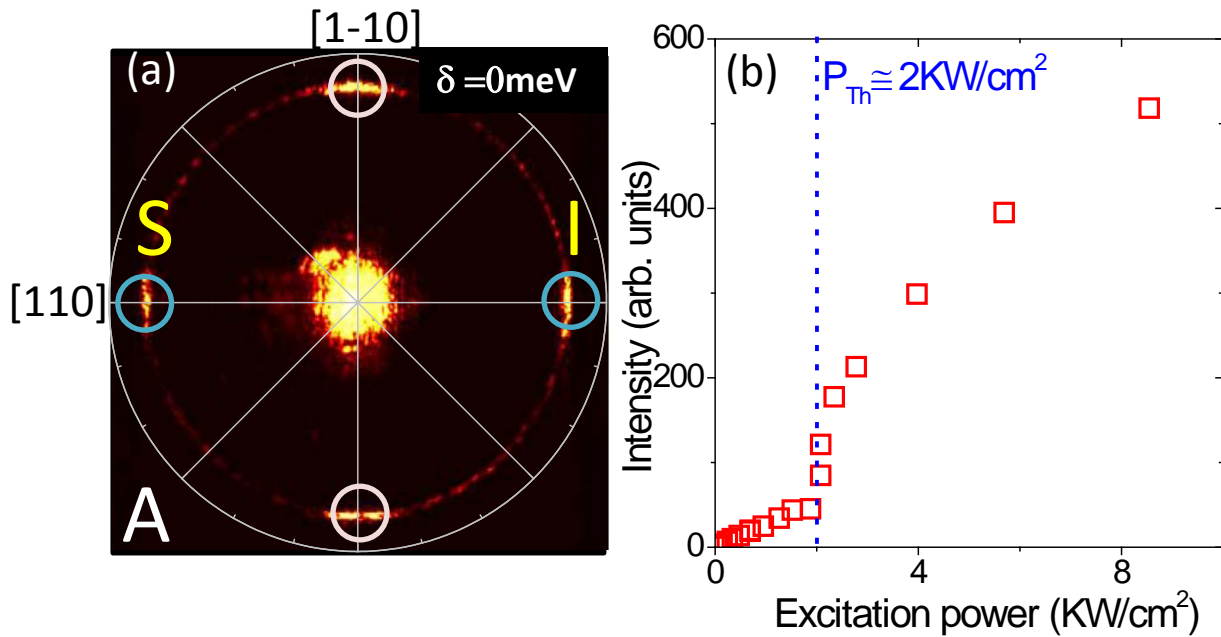 [1-10]
(a)
δ =0meV
S
I
[110]
A
(b)
P_Th ≅ 2KW/cm²
600
400
200
0
Intensity (arb. units)
0 4 8
Excitation power (KW/cm²)